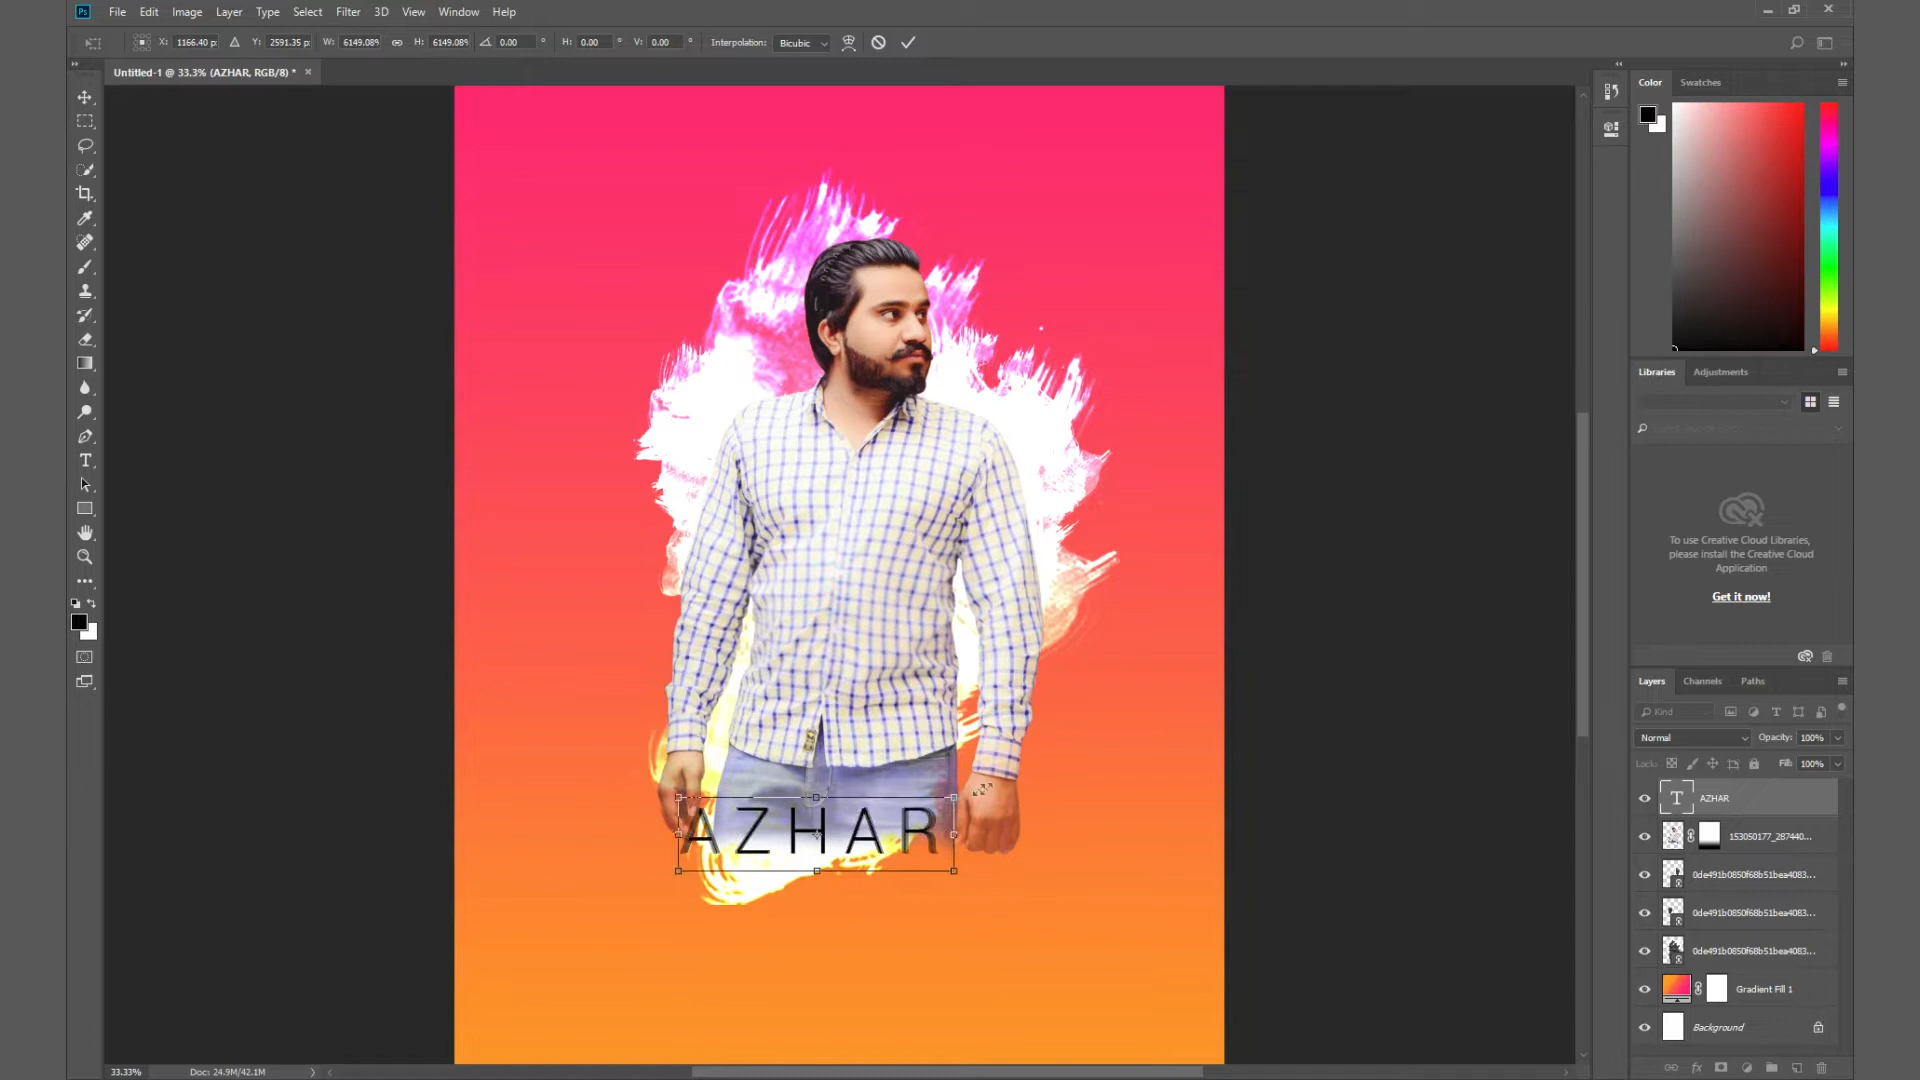 Ps File Edit Image Layer Type Select Filter 3D View Window Help
X: 1166.40 p: Y: 2591.35 p: W: 6149.08% H: 6149.08% 0.00 ° H: 0.00 ° V: 0.00 ° Interpolation: Bicubic
Untitled-1 @ 33.3% (AZHAR, RGB/8) * ×
Color Swatches
Libraries Adjustments
To use Creative Cloud Libraries,
please install the Creative Cloud
Application
Get it now!
Layers Channels Paths
Kind
Normal Opacity: 100%
Lock: Fill: 100%
T AZHAR
153050177_287440...
0de491b0850f68b51bea4083...
0de491b0850f68b51bea4083...
0de491b0850f68b51bea4083...
Gradient Fill 1
Background
AZHAR
33.33% Doc: 24.9M/42.1M